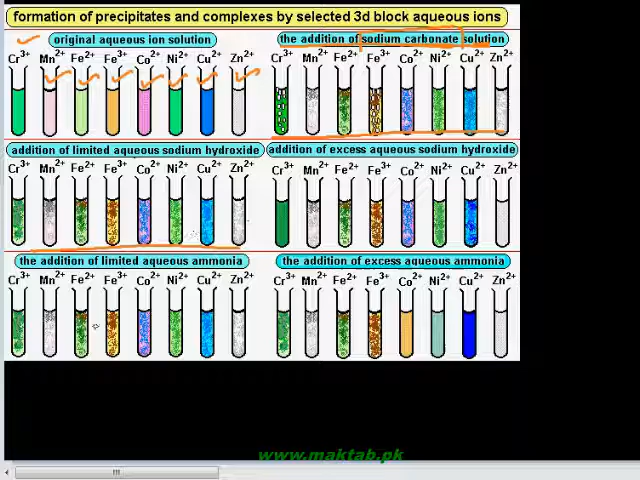 formation of precipitates and complexes by selected 3d block aqueous ions
original aqueous ion solution
the addition of sodium carbonate solution
Cr3+ Mn2+ Fe2+ Fe3+ Co2+ Ni2+ Cu2+ Zn2+
Cr3+ Mn2+ Fe2+ Fe3+ Co2+ Ni2+ Cu2+ Zn2+
addition of limited aqueous sodium hydroxide
addition of excess aqueous sodium hydroxide
Cr3+ Mn2+ Fe2+ Fe3+ Co2+ Ni2+ Cu2+ Zn2+
Cr3+ Mn2+ Fe2+ Fe3+ Co2+ Ni2+ Cu2+ Zn2+
the addition of limited aqueous ammonia
the addition of excess aqueous ammonia
Cr3+ Mn2+ Fe2+ Fe3+ Co2+ Ni2+ Cu2+ Zn2+
Cr3+ Mn2+ Fe2+ Fe3+ Co2+ Ni2+ Cu2+ Zn2+
www.maktab.pk